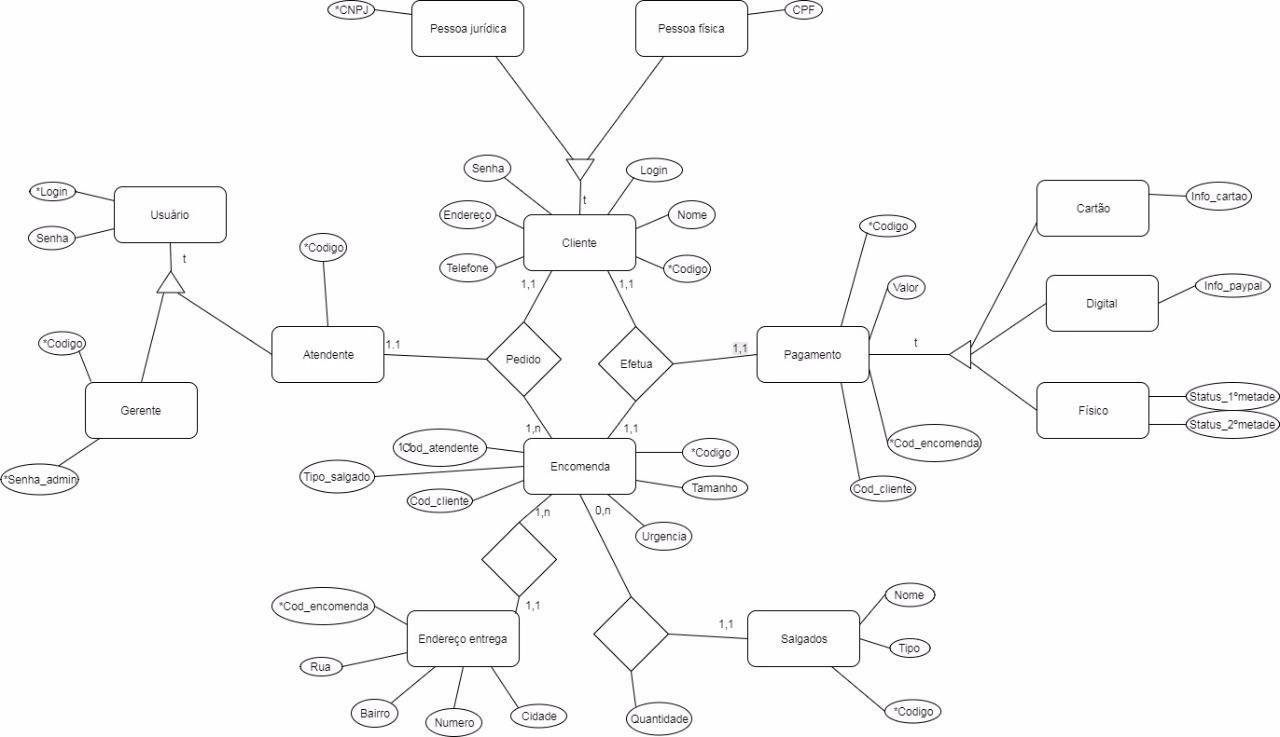 *CNPJ
Pessoa jurídica
Pessoa física
CPF
Senha
Login
*Login
Usuário
Endereço
Nome
Cartão
Info_cartao
Senha
Cliente
*Codigo
t
t
*Codigo
Telefone
*Codigo
1,1
1,1
Valor
Digital
Info_paypal
*Codigo
Atendente
1.1
Pedido
Efetua
1,1
Pagamento
t
Gerente
Físico
Status_1ºmetade
Status_2ºmetade
1,n
1,1
Cod_atendente
*Codigo
*Cod_encomenda
*Senha_admin
Tipo_salgado
Encomenda
Cod_cliente
Tamanho
Cod_cliente
1,n
0,n
Urgencia
*Cod_encomenda
1,1
Nome
Endereço entrega
1,1
Salgados
Tipo
Rua
Bairro
Numero
Cidade
Quantidade
*Codigo